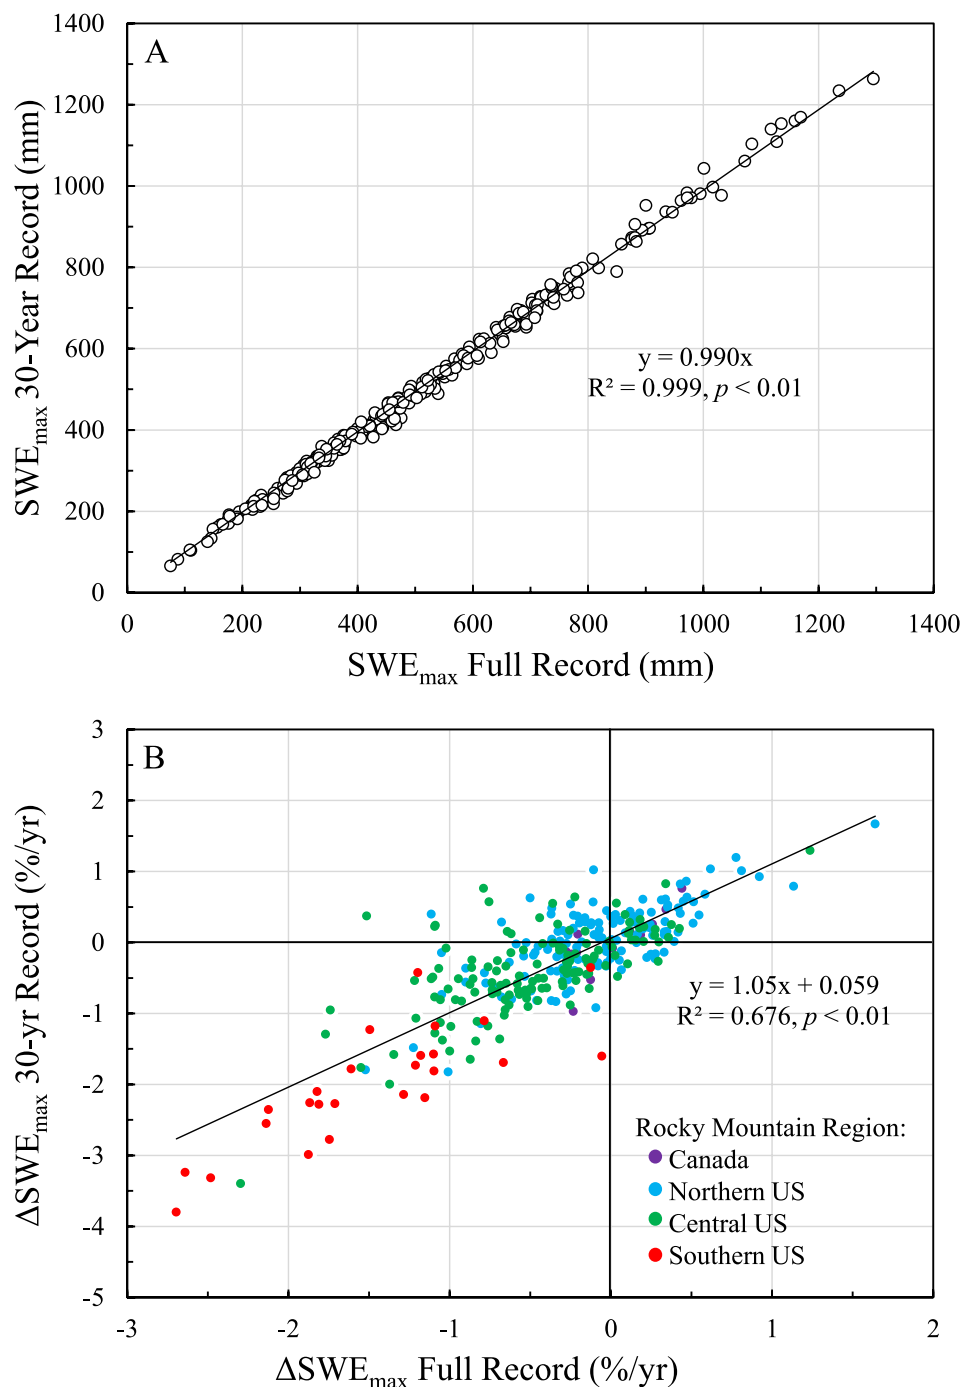 A
SWEmax 30-Year Record (mm)
1400
1200
1000
800
600
400
200
0
y = 0.990x
R² = 0.999, p < 0.01
0 200 400 600 800 1000 1200 1400
SWEmax Full Record (mm)
B
ΔSWEmax 30-yr Record (%/yr)
3
2
1
0
-1
-2
-3
-4
-5
y = 1.05x + 0.059
R² = 0.676, p < 0.01
Rocky Mountain Region:
Canada
Northern US
Central US
Southern US
-3 -2 -1 0 1 2
ΔSWEmax Full Record (%/yr)